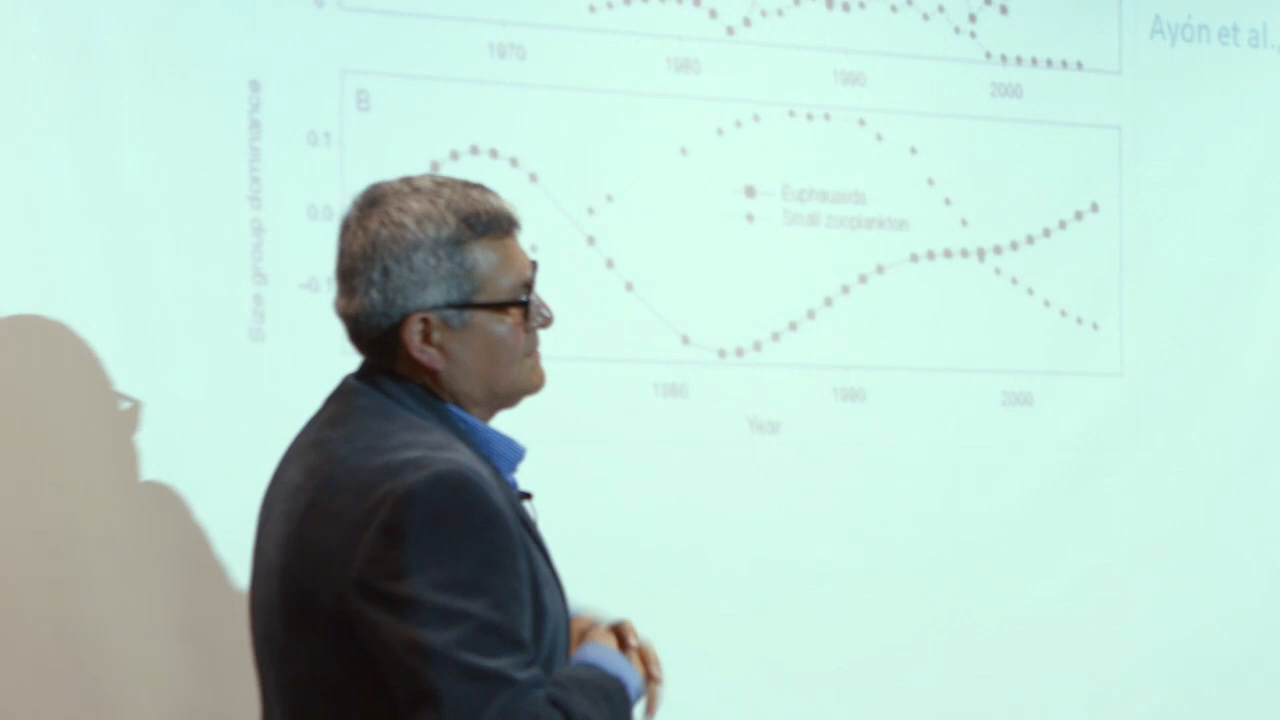 Ayón et al.
1970
1980
1990
2000
B
Size group dominance
0.1
0.0
-0.1
Euphausiids
Small zooplankton
1980
1990
2000
Year